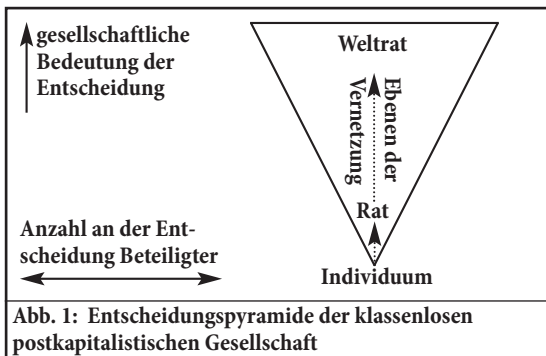 gesellschaftliche
Bedeutung der
Entscheidung
Anzahl an der Ent-
scheidung Beteiligter
Weltrat
Ebenen der
Vernetzung
Rat
Individuum
Abb. 1: Entscheidungspyramide der klassenlosen
postkapitalistischen Gesellschaft